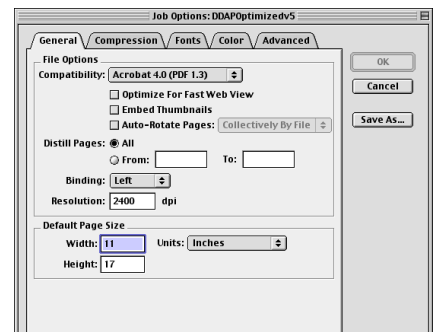 Job Options: DDAPOptimizedv5
General Compression Fonts Color Advanced
File Options
Compatibility: Acrobat 4.0 (PDF 1.3)
Optimize For Fast Web View
Embed Thumbnails
Auto-Rotate Pages: Collectively By File
Distill Pages: All
From: To:
Binding: Left
Resolution: 2400 dpi
Default Page Size
Width: 11 Units: Inches
Height: 17
OK
Cancel
Save As...